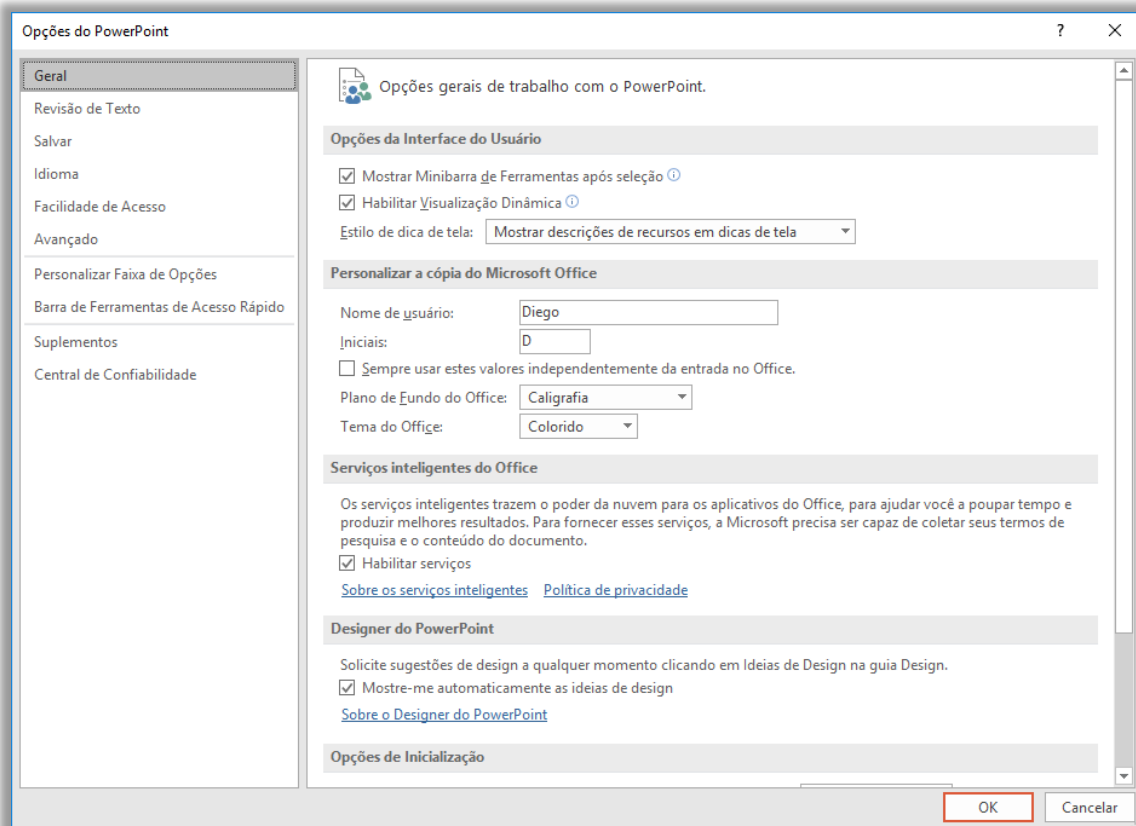 Opções do PowerPoint
?
Geral
Revisão de Texto
Salvar
Idioma
Facilidade de Acesso
Avançado
Personalizar Faixa de Opções
Barra de Ferramentas de Acesso Rápido
Suplementos
Central de Confiabilidade
Opções gerais de trabalho com o PowerPoint.
Opções da Interface do Usuário
Mostrar Minibarra de Ferramentas após seleção
Habilitar Visualização Dinâmica
Estilo de dica de tela: Mostrar descrições de recursos em dicas de tela
Personalizar a cópia do Microsoft Office
Nome de usuário: Diego
Iniciais: D
Sempre usar estes valores independentemente da entrada no Office.
Plano de Fundo do Office: Caligrafia
Tema do Office: Colorido
Serviços inteligentes do Office
Os serviços inteligentes trazem o poder da nuvem para os aplicativos do Office, para ajudar você a poupar tempo e
produzir melhores resultados. Para fornecer esses serviços, a Microsoft precisa ser capaz de coletar seus termos de
pesquisa e o conteúdo do documento.
Habilitar serviços
Sobre os serviços inteligentes Política de privacidade
Designer do PowerPoint
Solicite sugestões de design a qualquer momento clicando em Ideias de Design na guia Design.
Mostre-me automaticamente as ideias de design
Sobre o Designer do PowerPoint
Opções de Inicialização
OK Cancelar